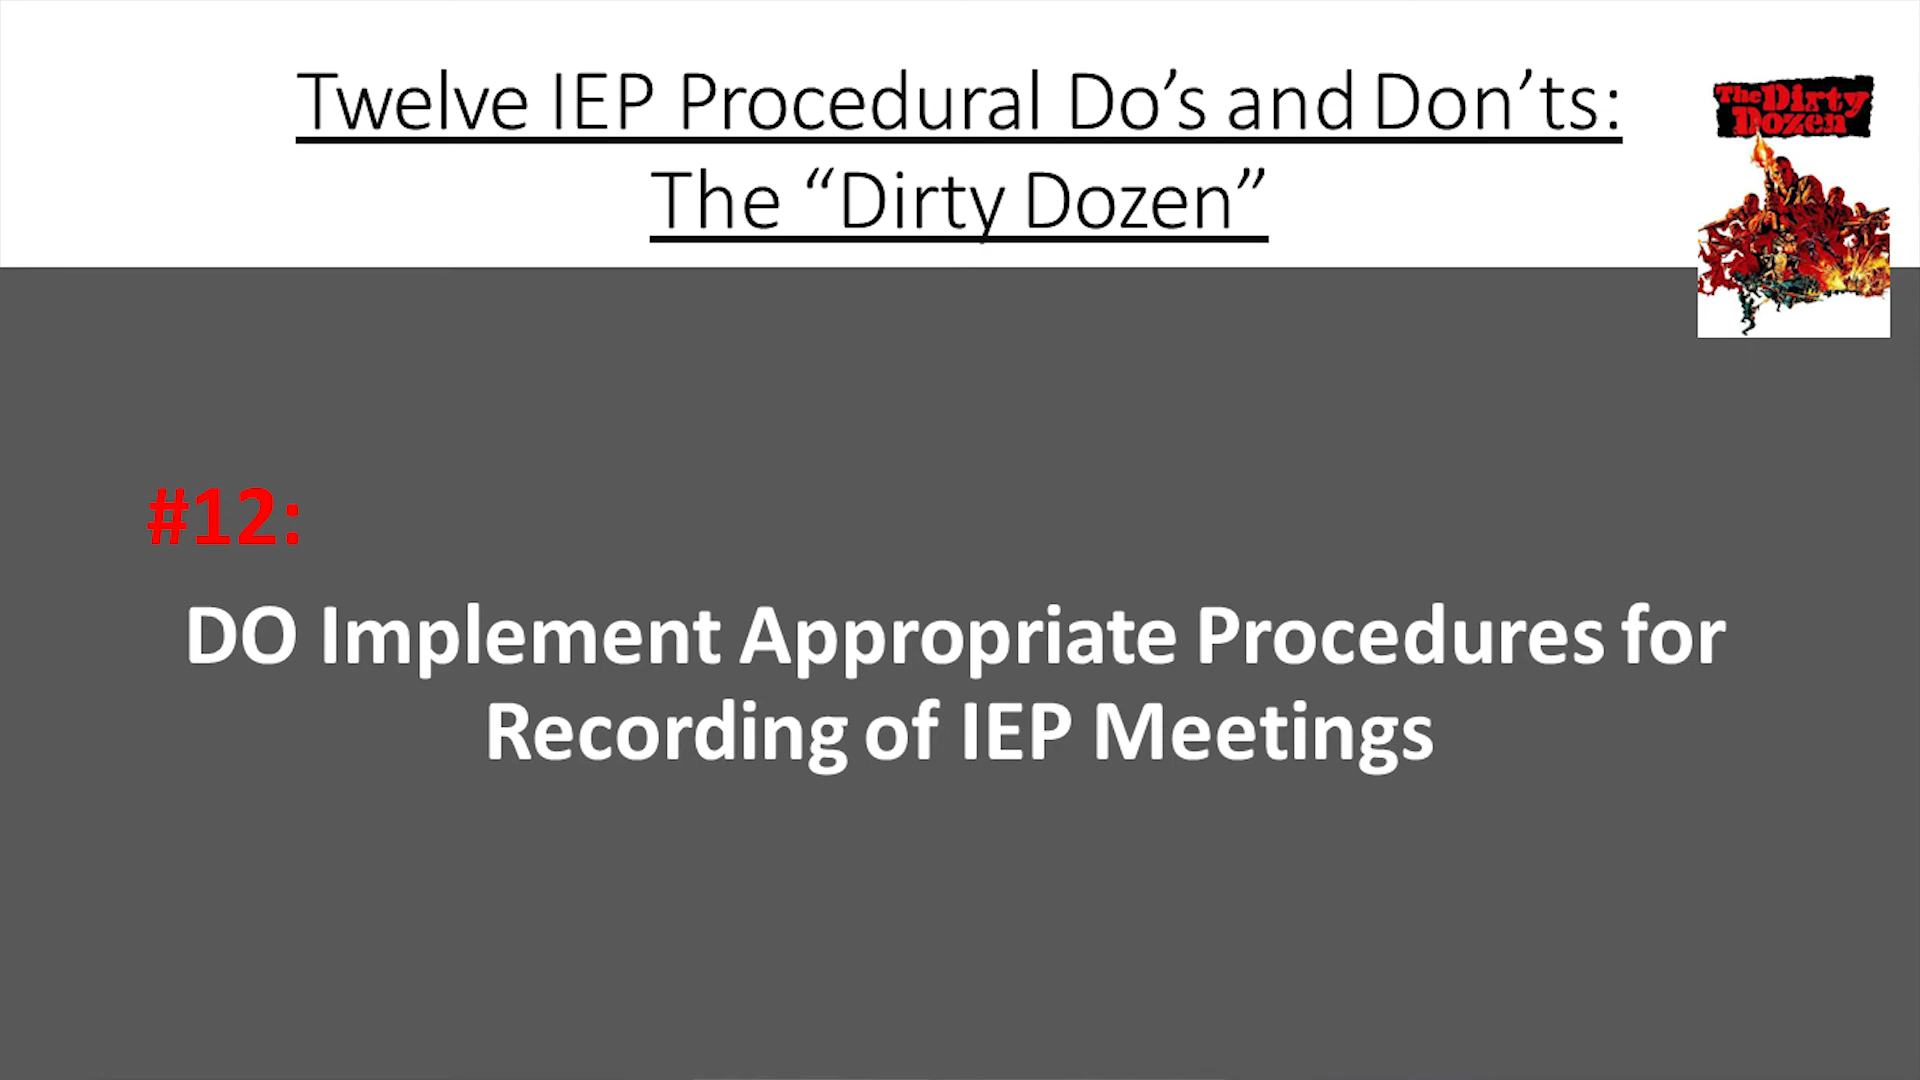 Twelve IEP Procedural Do’s and Don’ts:
The “Dirty Dozen”
The Dirty
Dozen
#12:
DO Implement Appropriate Procedures for
Recording of IEP Meetings